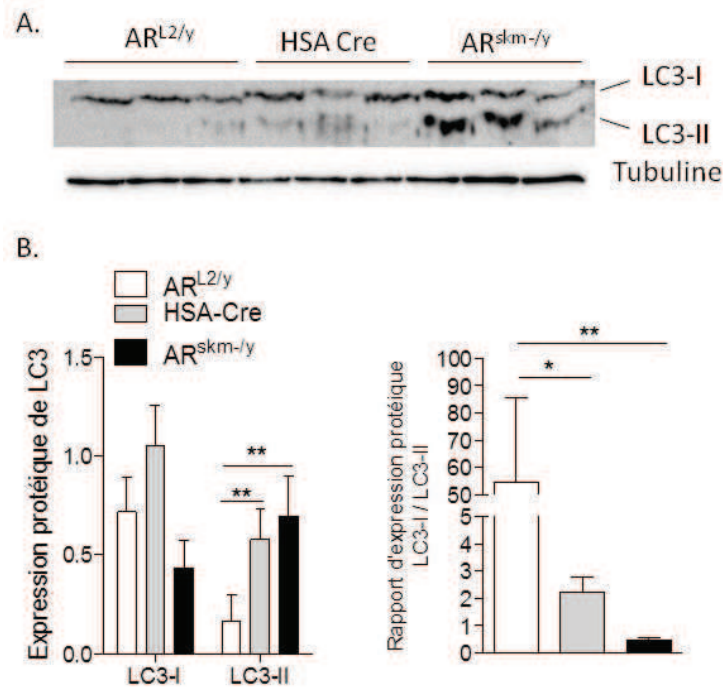 A.
AR^L2/y HSA Cre AR^skm-/y
LC3-I
LC3-II
Tubuline
B.
AR^L2/y
HSA-Cre
AR^skm-/y
Expression protéique de LC3
1.5
1.0
0.5
0.0
**
**
LC3-I LC3-II
Rapport d'expression protéique
LC3-I / LC3-II
100
90
80
70
60
50
5
4
3
2
1
0
**
*